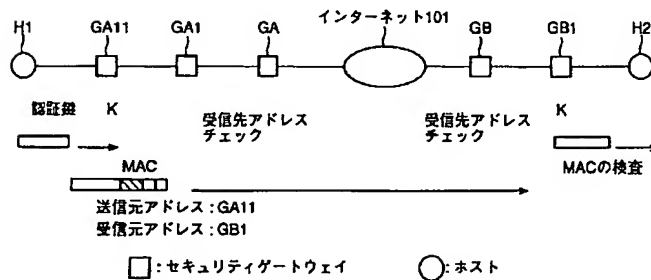 インターネット101
H1 GA11 GA1 GA GB GB1 H2
認証鍵 K 受信先アドレス 受信先アドレス K
チェック チェック
MAC MACの検査
送信元アドレス:GA11
受信元アドレス:GB1
□:セキュリティゲートウェイ ○:ホスト